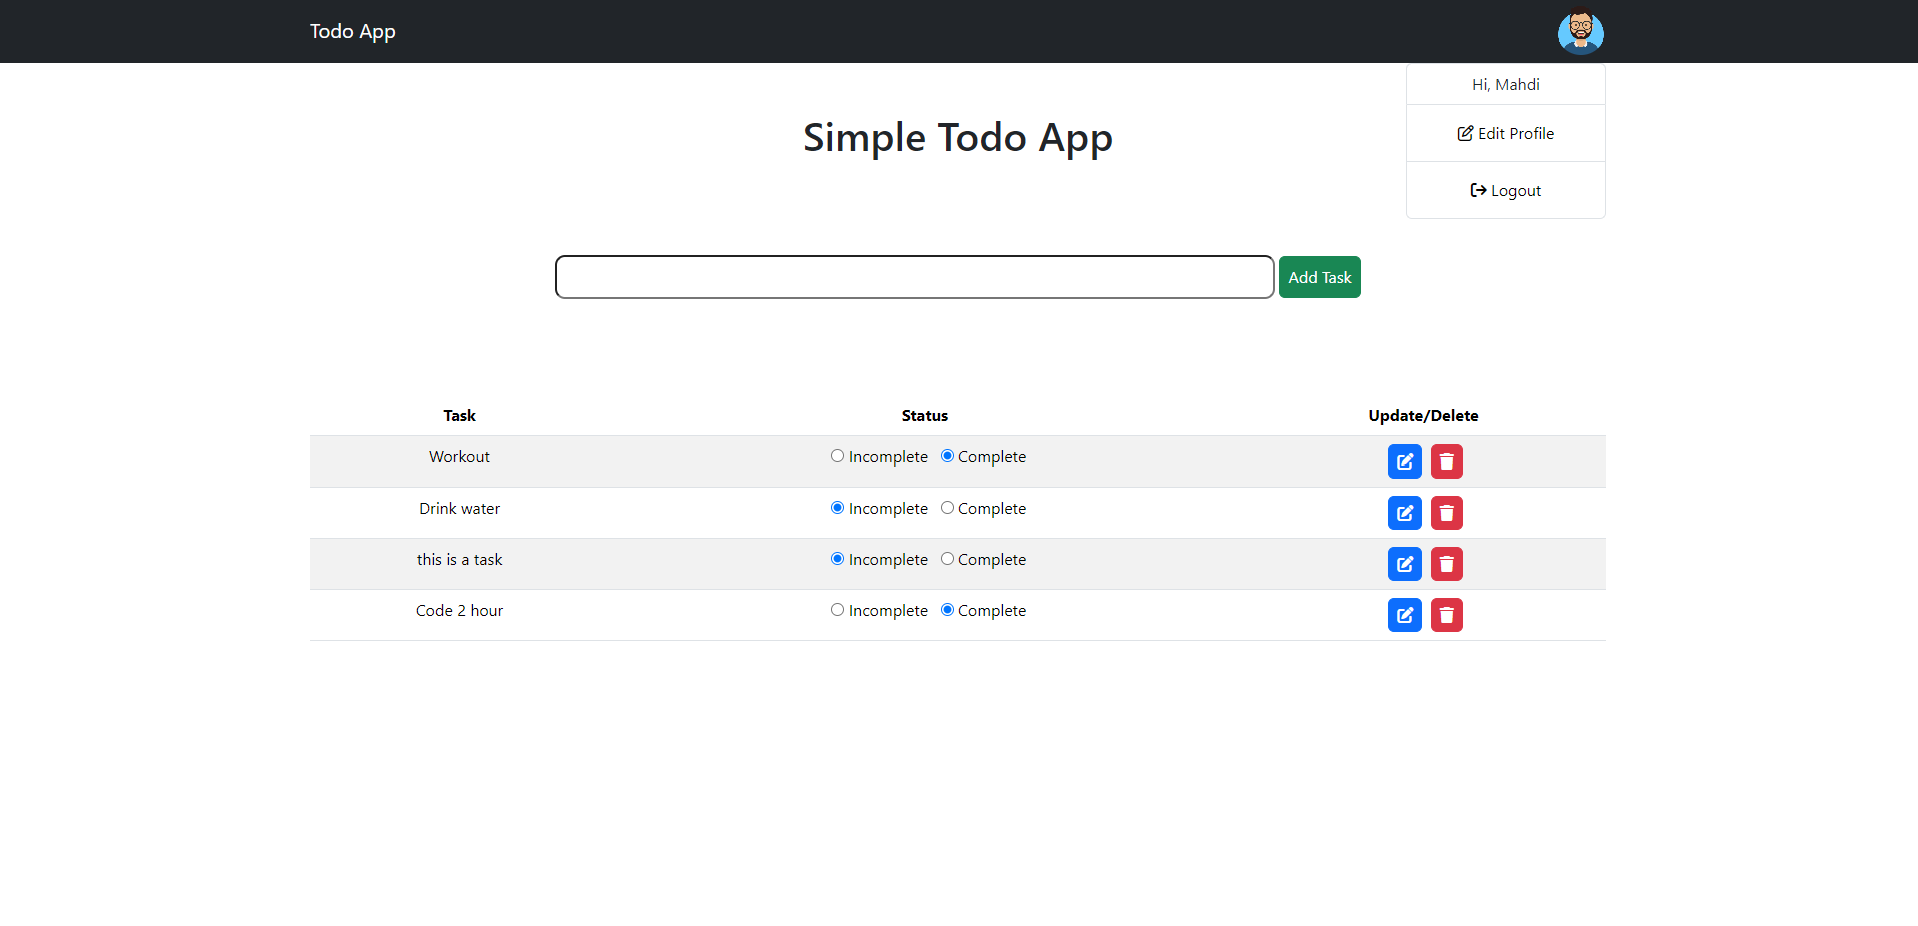 Todo App
Hi, Mahdi
Simple Todo App
Edit Profile
Logout
Add Task
Task Status Update/Delete
Workout Incomplete Complete
Drink water Incomplete Complete
this is a task Incomplete Complete
Code 2 hour Incomplete Complete